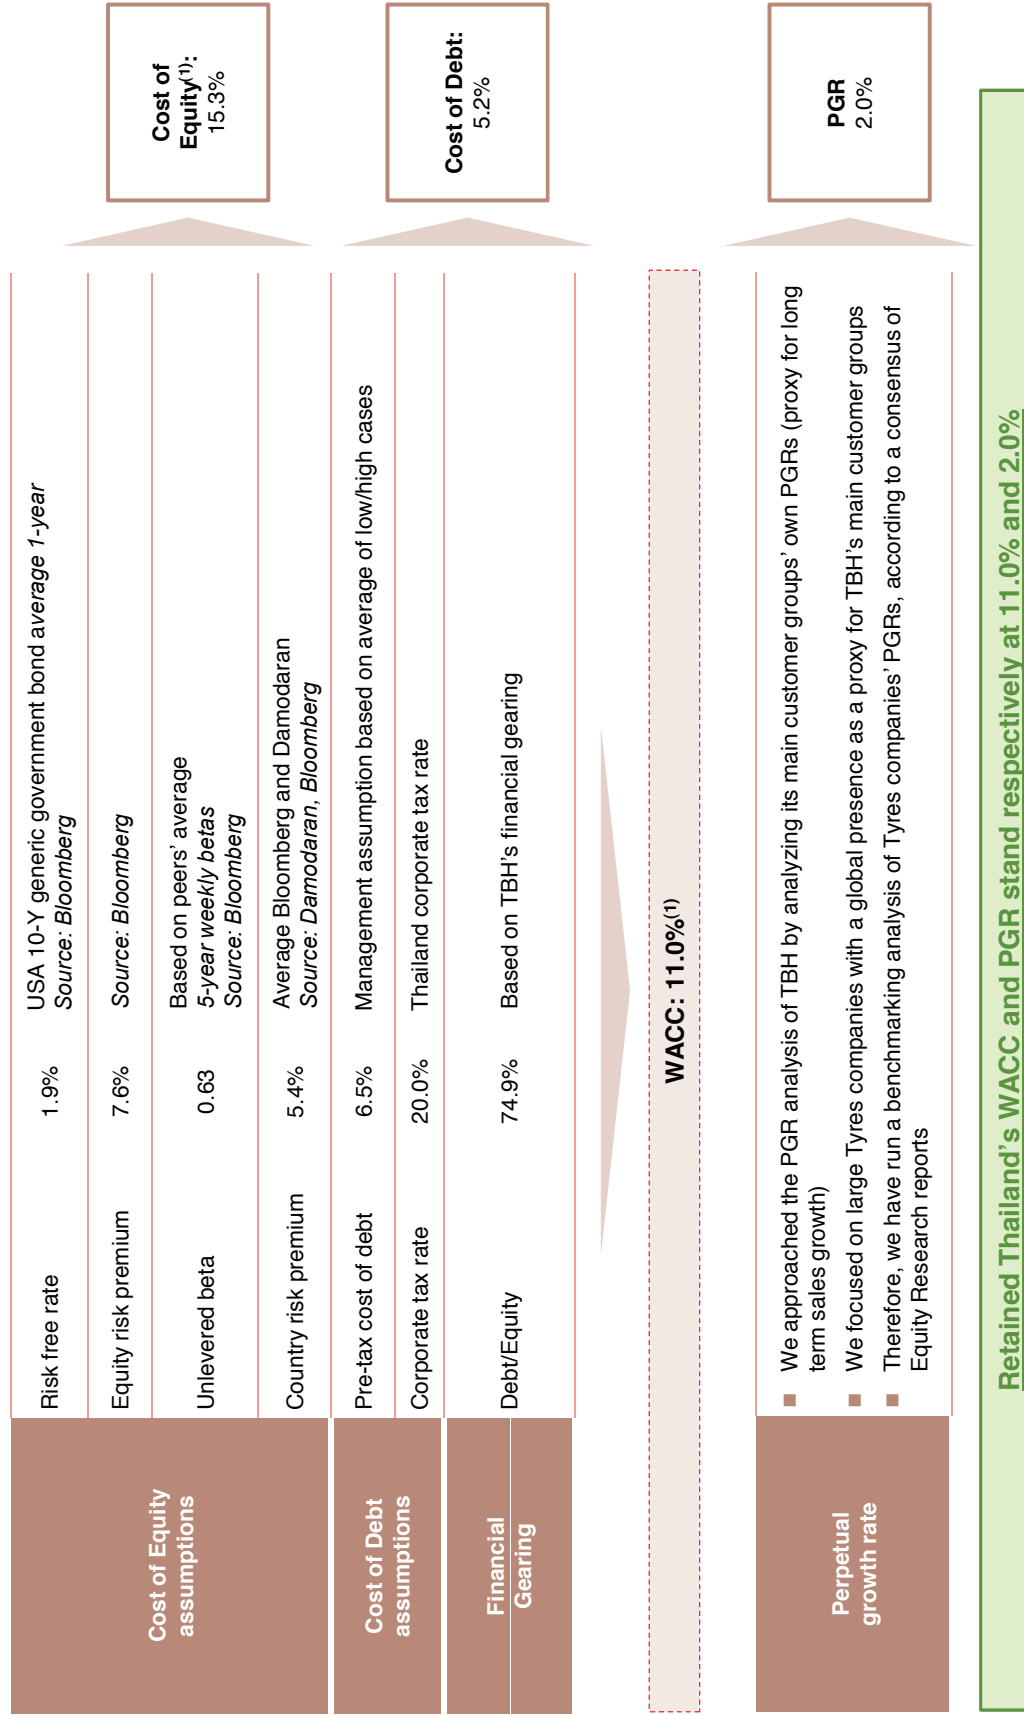 Cost of Equity
assumptions
Risk free rate
1.9%
USA 10-Y generic government bond average 1-year
Source: Bloomberg
Equity risk premium
7.6%
Source: Bloomberg
Unlevered beta
0.63
Based on peers' average
5-year weekly betas
Source: Bloomberg
Country risk premium
5.4%
Average Bloomberg and Damodaran
Source: Damodaran, Bloomberg
Cost of
Equity(1):
15.3%
Cost of Debt
assumptions
Pre-tax cost of debt
6.5%
Management assumption based on average of low/high cases
Corporate tax rate
20.0%
Thailand corporate tax rate
Cost of Debt:
5.2%
Financial
Gearing
Debt/Equity
74.9%
Based on TBH's financial gearing
WACC: 11.0%(1)
Perpetual
growth rate
■ We approached the PGR analysis of TBH by analyzing its main customer groups' own PGRs (proxy for long
term sales growth)
■ We focused on large Tyres companies with a global presence as a proxy for TBH's main customer groups
■ Therefore, we have run a benchmarking analysis of Tyres companies' PGRs, according to a consensus of
Equity Research reports
PGR
2.0%
Retained Thailand's WACC and PGR stand respectively at 11.0% and 2.0%